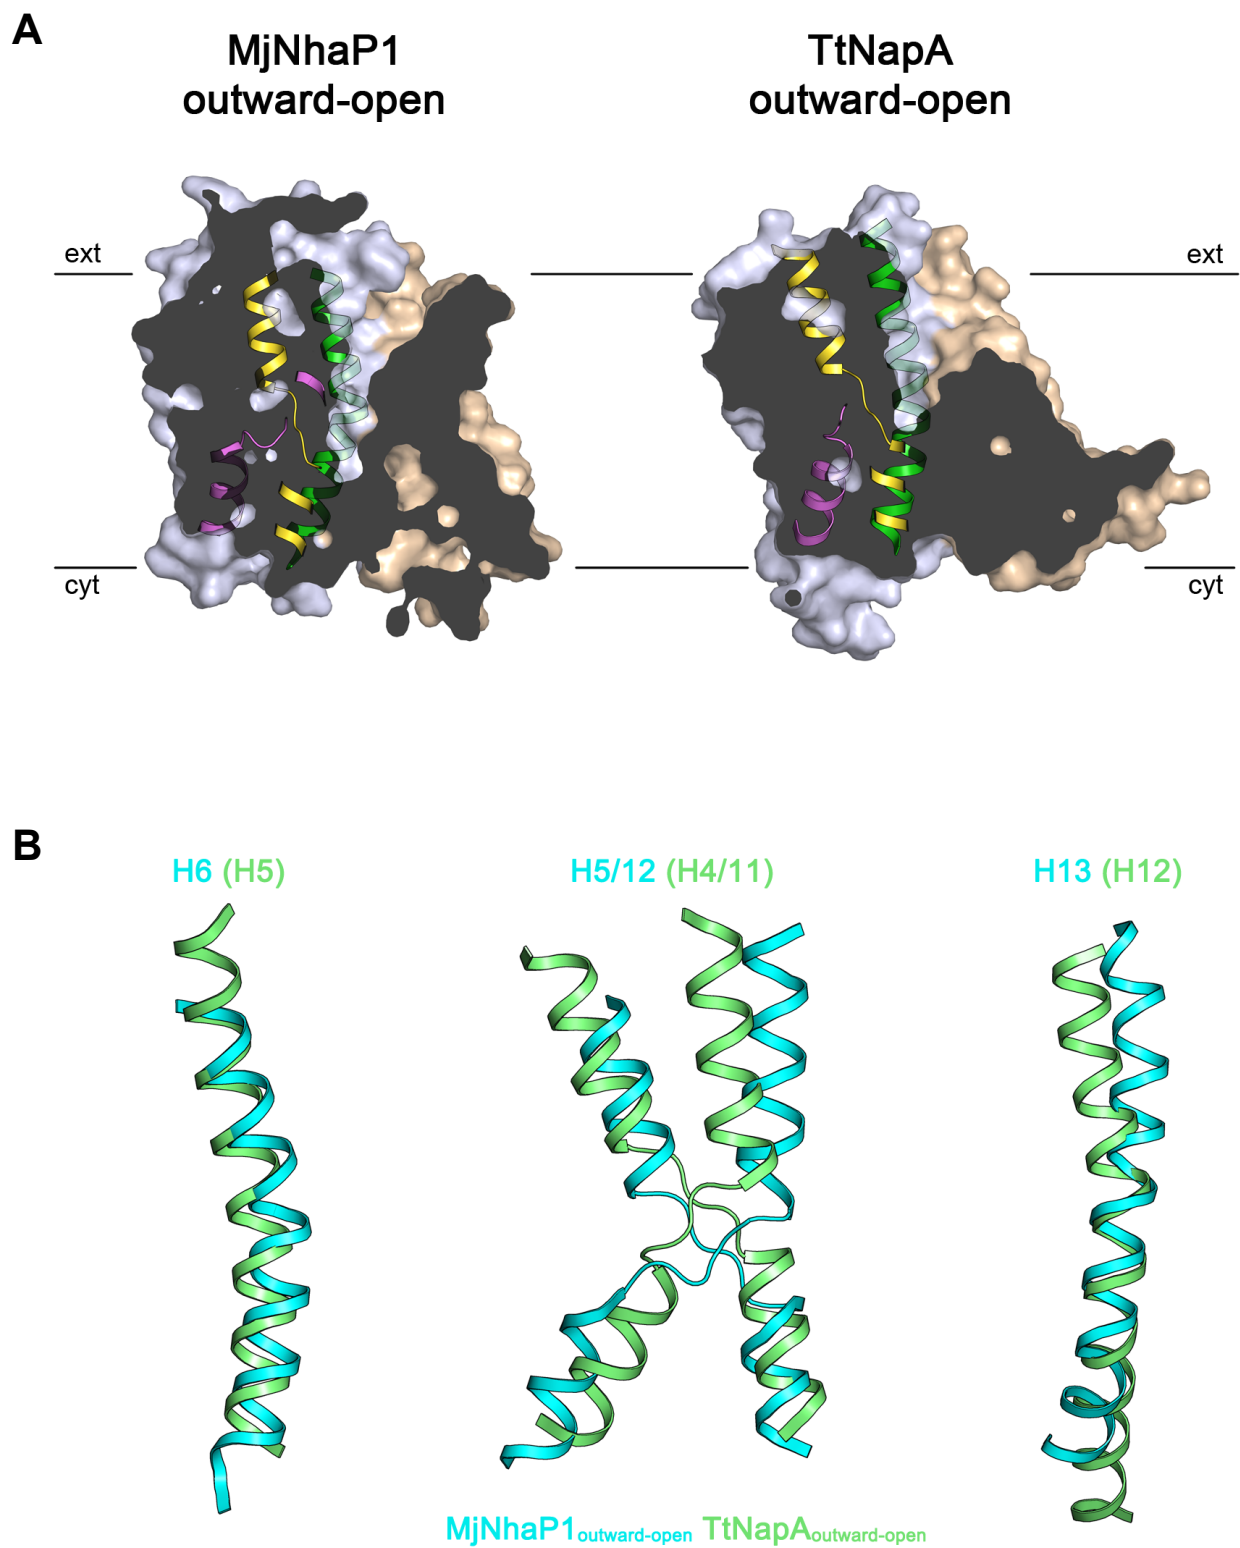 A
MjNhaP1
outward-open
TtNapA
outward-open
ext
ext
cyt
cyt
B
H6 (H5)
H5/12 (H4/11)
H13 (H12)
MjNhaP1outward-open TtNapAoutward-open